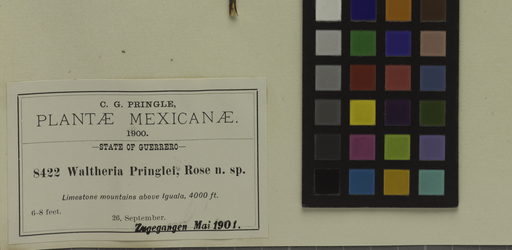 C. G. PRINGLE,
PLANTÆ MEXICANÆ.
1900.
STATE OF GUERRERO
8422 Waltheria Pringlei, Rose n. sp.
Limestone mountains above Iguala, 4000 ft.
6-8 feet.
26, September.
Zugegangen Mai 1901.